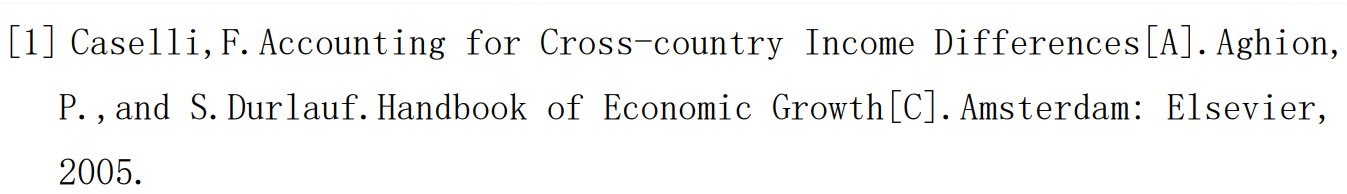 [1] Caselli,F.Accounting for Cross-country Income Differences[A].Aghion,
P.,and S.Durlauf.Handbook of Economic Growth[C].Amsterdam: Elsevier,
2005.